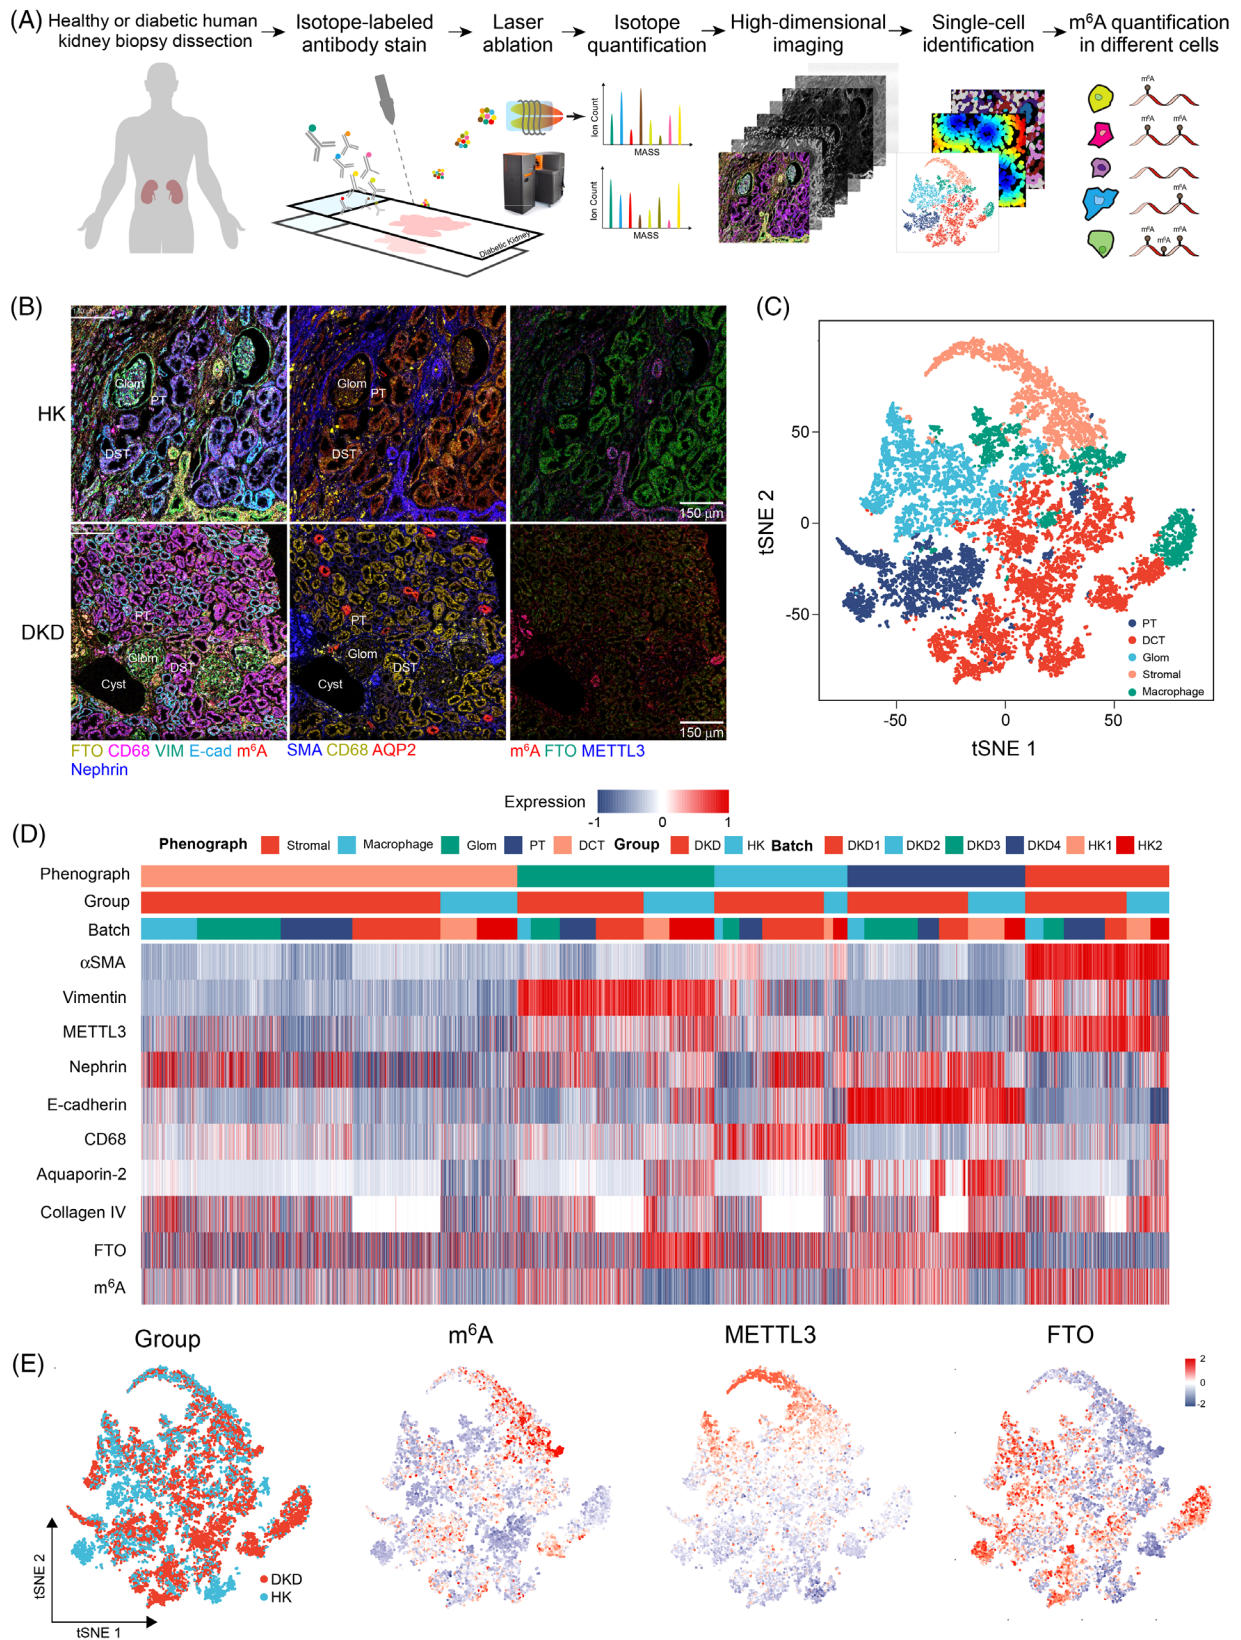 (A)
Healthy or diabetic human
kidney biopsy dissection
Isotope-labeled
antibody stain
Laser
ablation
Isotope
quantification
High-dimensional
imaging
Single-cell
identification
m⁶A quantification
in different cells
Diabetic Kidney
Ion Count
MASS
Ion Count
MASS
m⁶A
m⁶A m⁶A
m⁶A
m⁶A m⁶A m⁶A
(B)
HK
Glom
PT
DST
Glom
PT
DST
150 µm
DKD
PT
Glom
DST
Cyst
PT
Glom
DST
Cyst
150 µm
FTO CD68 VIM E-cad m⁶A
Nephrin
SMA CD68 AQP2
m⁶A FTO METTL3
(C)
tSNE 2
50
0
-50
-50 0 50
tSNE 1
PT
DCT
Glom
Stromal
Macrophage
Expression
-1 0 1
(D)
Phenograph Stromal Macrophage Glom PT DCT Group DKD HK Batch DKD1 DKD2 DKD3 DKD4 HK1 HK2
Phenograph
Group
Batch
αSMA
Vimentin
METTL3
Nephrin
E-cadherin
CD68
Aquaporin-2
Collagen IV
FTO
m⁶A
(E)
Group
m⁶A
METTL3
FTO
2
0
-2
DKD
HK
tSNE 2
tSNE 1